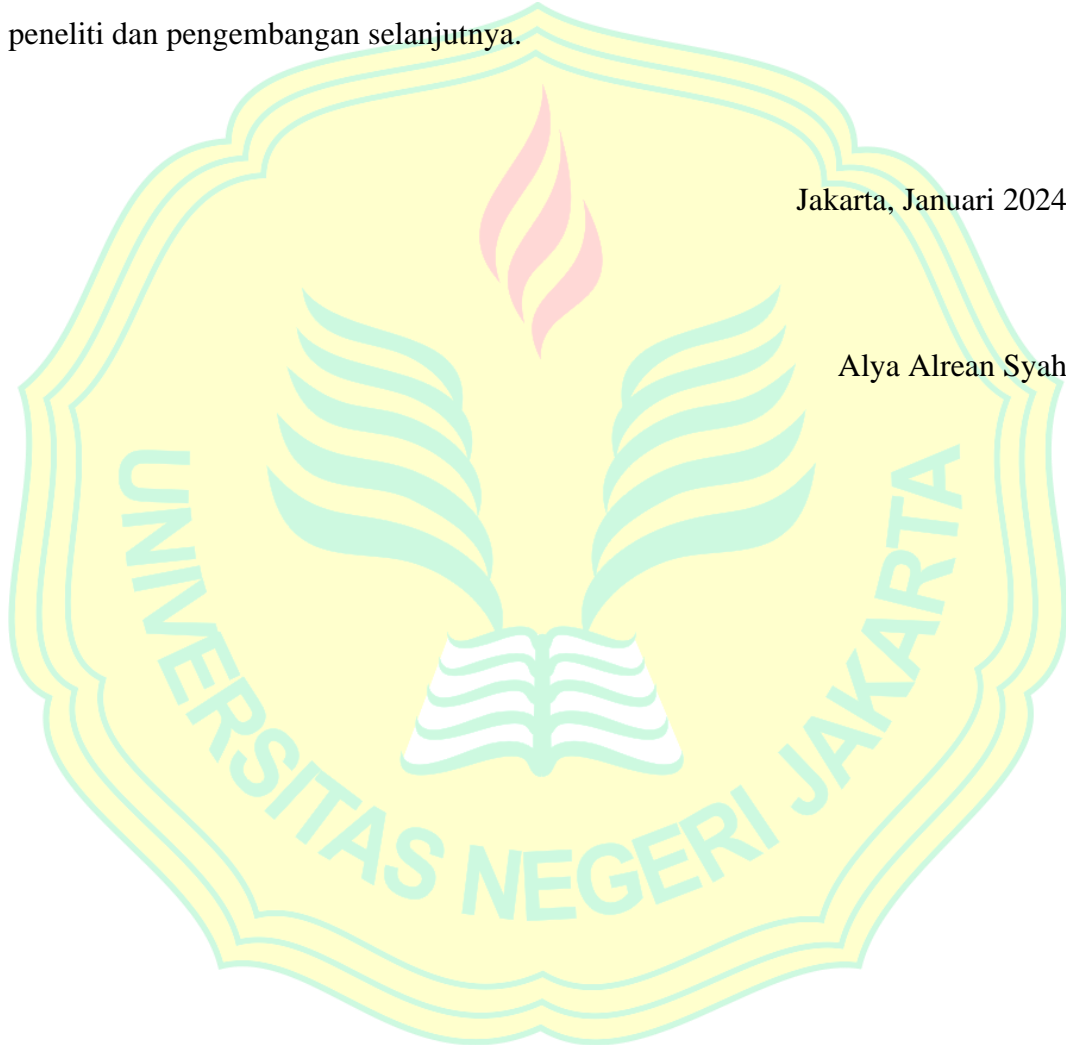 peneliti dan pengembangan selanjutnya.
Jakarta, Januari 2024
Alya Alrean Syah
UNIVERSITAS NEGERI JAKARTA